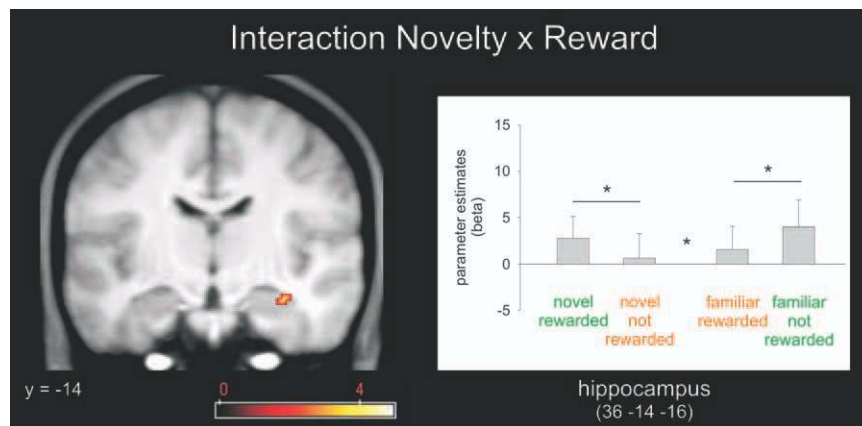 Interaction Novelty x Reward
y = -14
0 4
parameter estimates
(beta)
15
10
5
0
-5
*
*
*
novel
rewarded
novel
not
rewarded
familiar
rewarded
familiar
not
rewarded
hippocampus
(36 -14 -16)